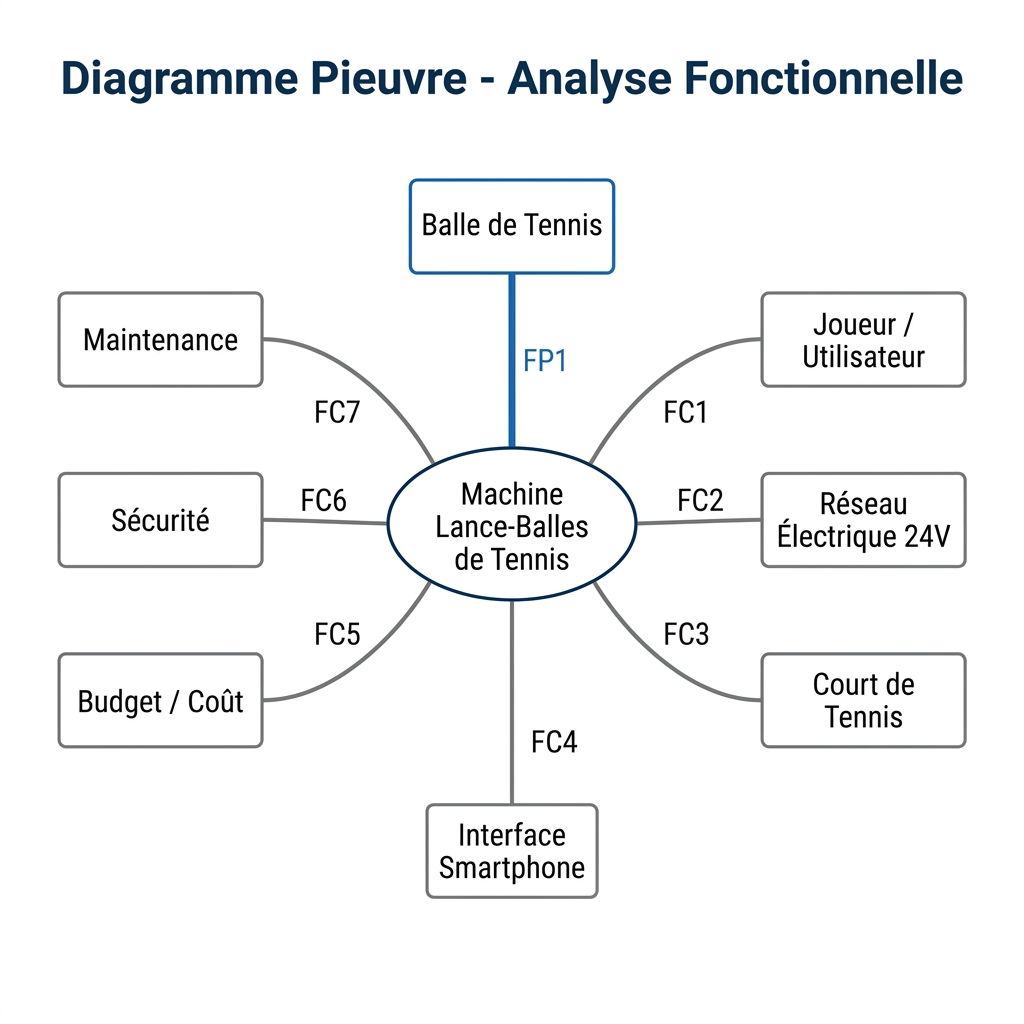 Diagramme Pieuvre - Analyse Fonctionnelle
Balle de Tennis
Maintenance
Joueur /
Utilisateur
FP1
FC7
FC1
Sécurité
FC6
Machine
Lance-Balles
de Tennis
FC2
Réseau
Électrique 24V
FC5
FC3
Budget / Coût
Court de
Tennis
FC4
Interface
Smartphone